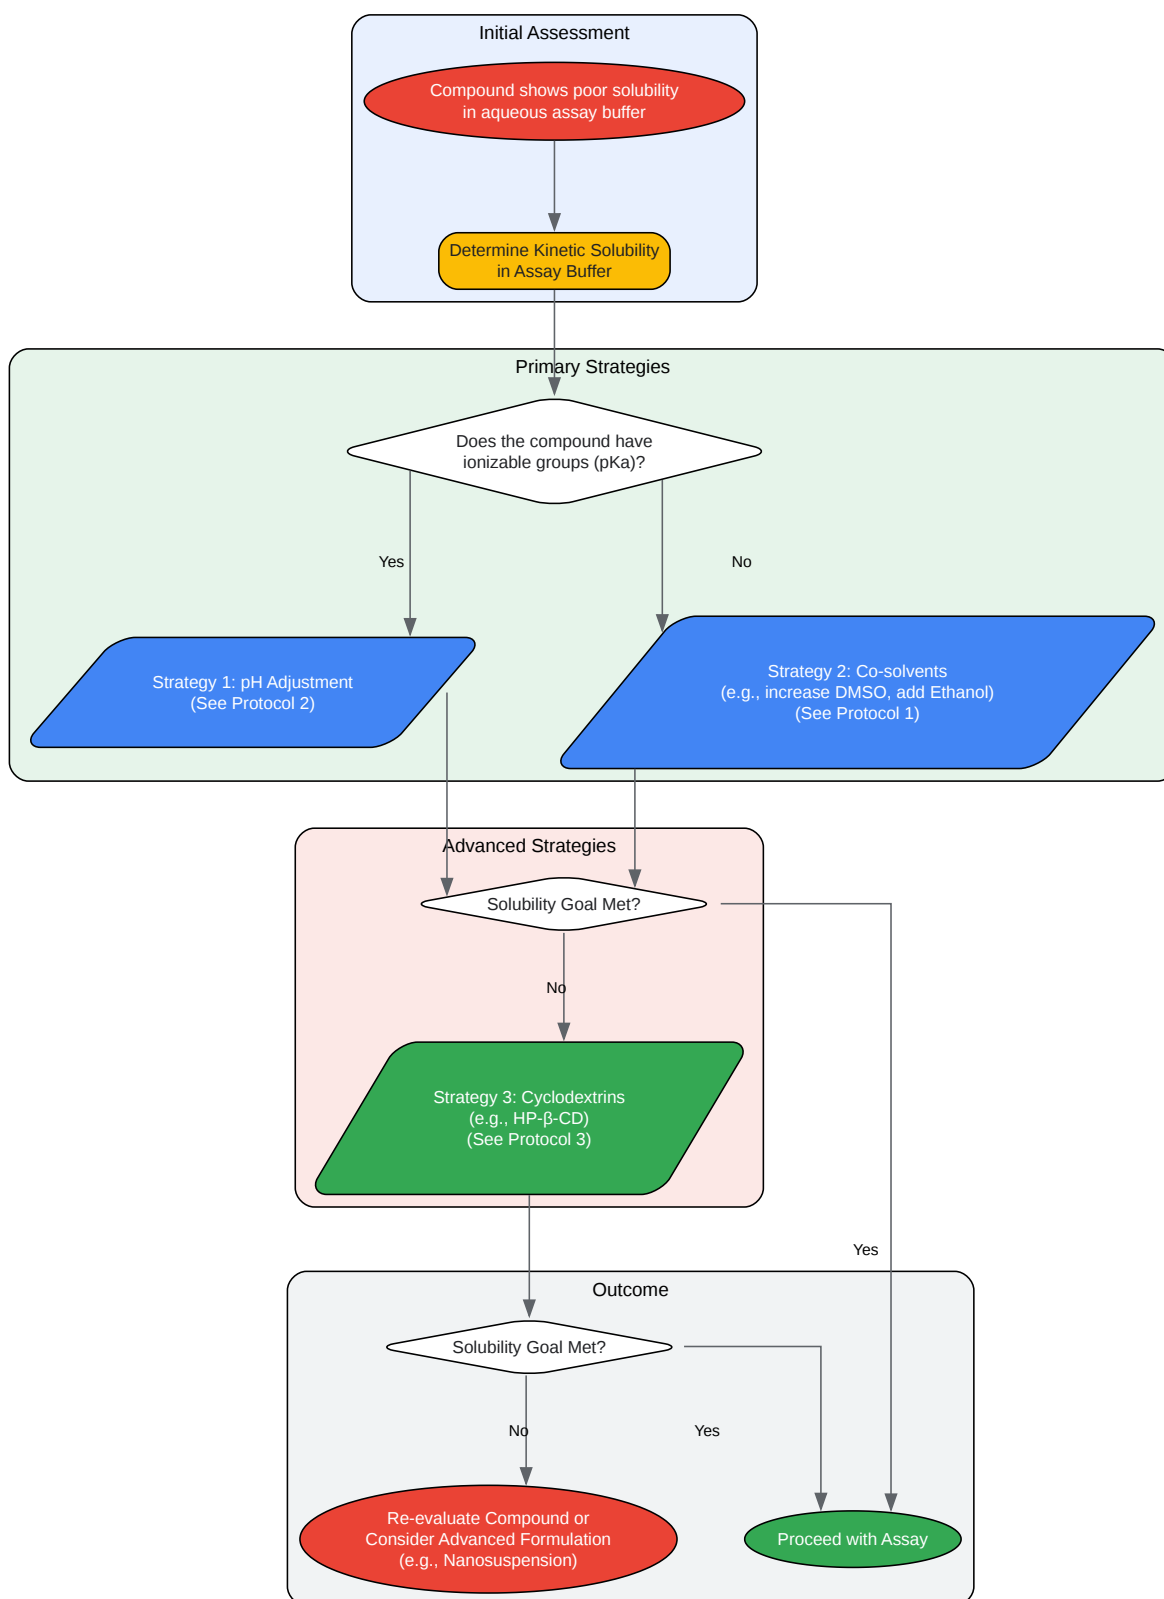 Initial Assessment
Compound shows poor solubility
in aqueous assay buffer
Determine Kinetic Solubility
in Assay Buffer
Primary Strategies
Does the compound have
ionizable groups (pKa)?
Yes
No
Strategy 1: pH Adjustment
(See Protocol 2)
Strategy 2: Co-solvents
(e.g., increase DMSO, add Ethanol)
(See Protocol 1)
Advanced Strategies
Solubility Goal Met?
No
Strategy 3: Cyclodextrins
(e.g., HP-β-CD)
(See Protocol 3)
Yes
Outcome
Solubility Goal Met?
No
Yes
Re-evaluate Compound or
Consider Advanced Formulation
(e.g., Nanosuspension)
Proceed with Assay